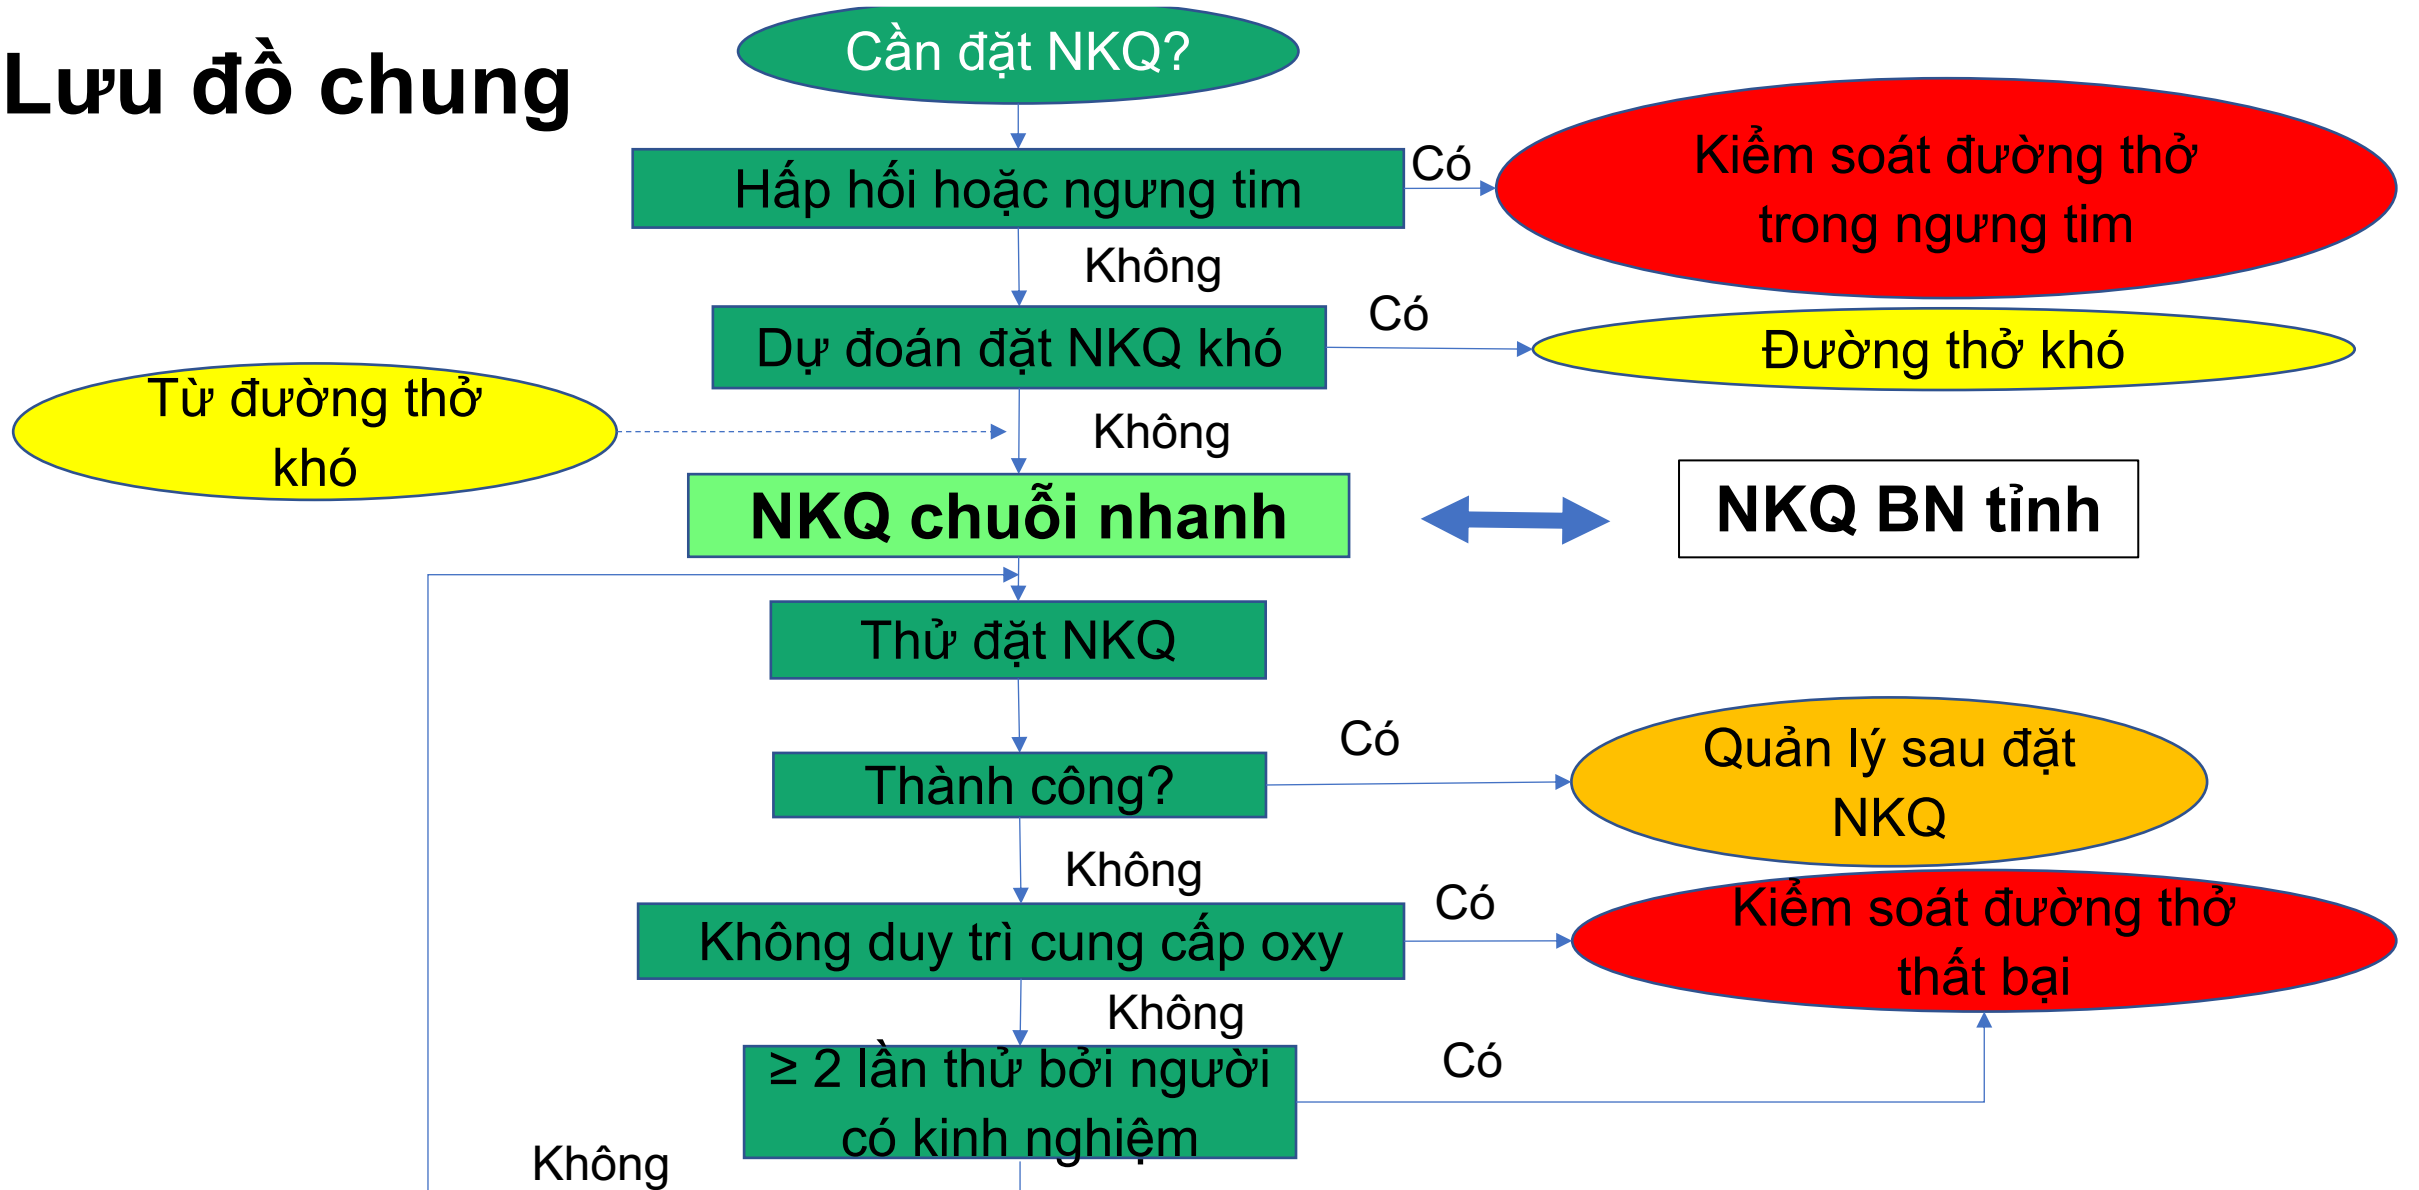 Lưu đồ chung
Cần đặt NKQ?
Hấp hối hoặc ngưng tim
Có
Kiểm soát đường thở
trong ngưng tim
Không
Dự đoán đặt NKQ khó
Có
Đường thở khó
Từ đường thở
khó
Không
NKQ chuỗi nhanh
NKQ BN tỉnh
Thử đặt NKQ
Thành công?
Có
Quản lý sau đặt
NKQ
Không
Không duy trì cung cấp oxy
Có
Kiểm soát đường thở
thất bại
Không
≥ 2 lần thử bởi người
có kinh nghiệm
Có
Không